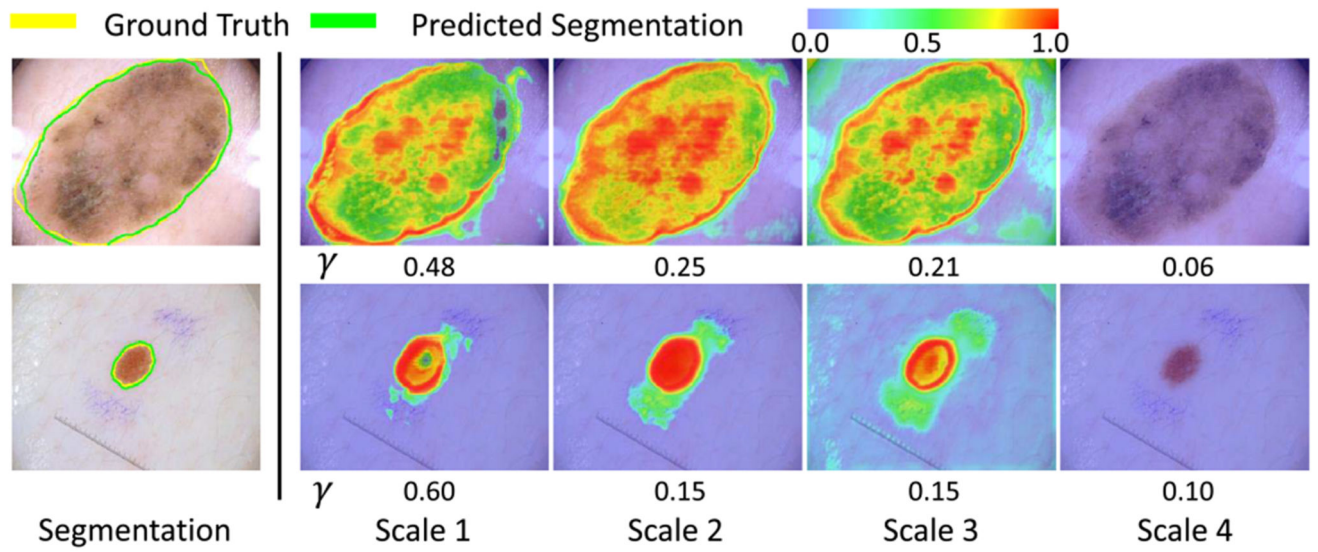 Ground Truth Predicted Segmentation
0.0 0.5 1.0
γ 0.48 0.25 0.21 0.06
γ 0.60 0.15 0.15 0.10
Segmentation Scale 1 Scale 2 Scale 3 Scale 4